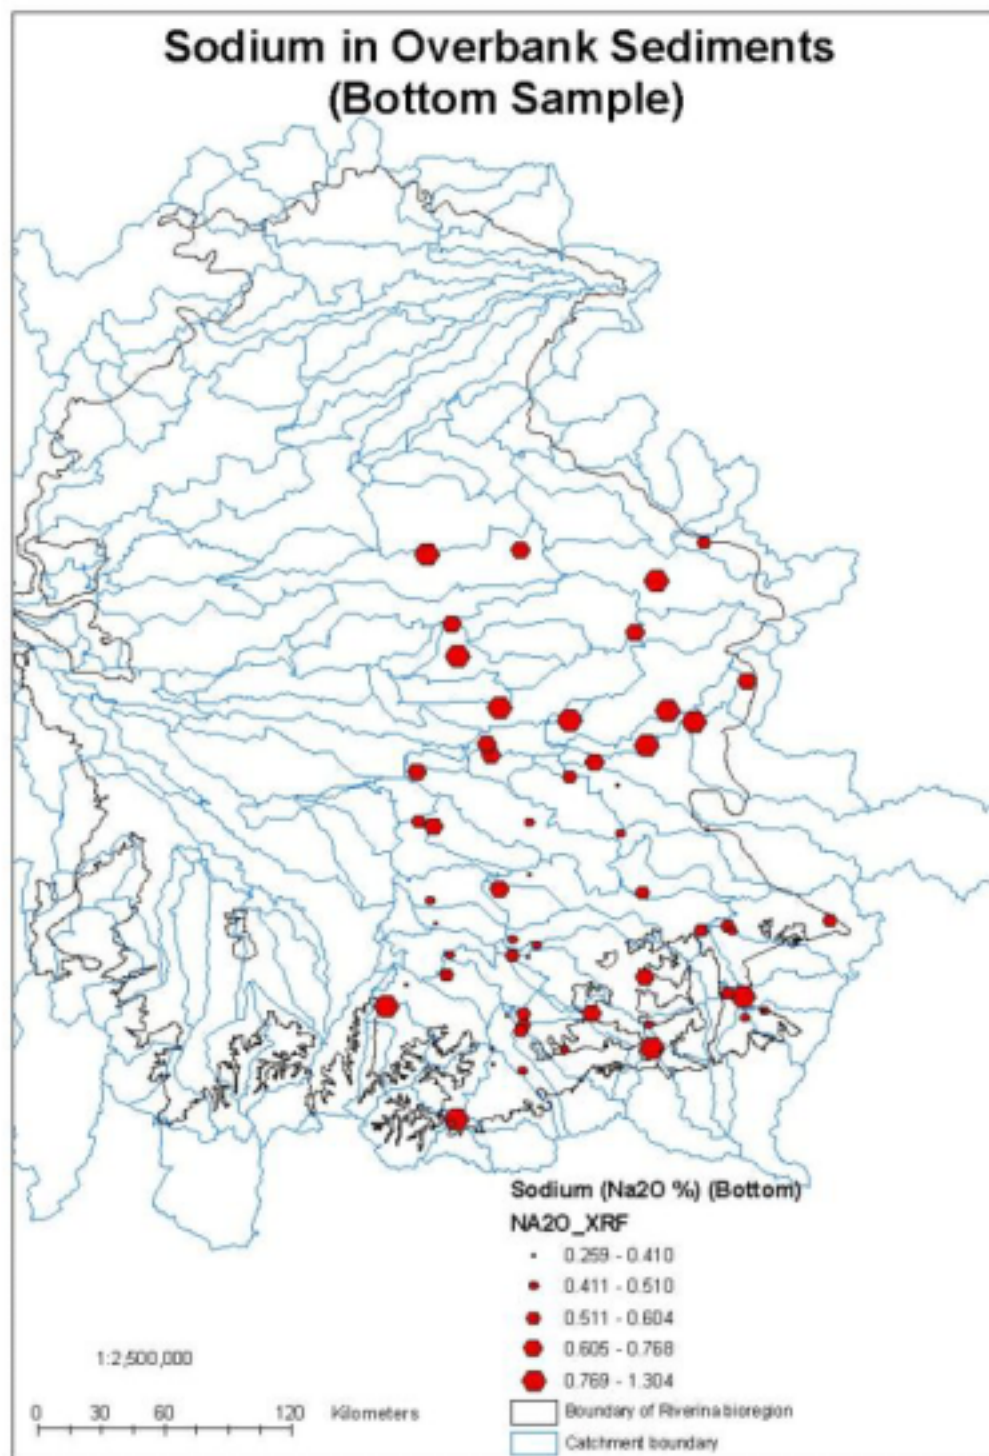 Sodium in Overbank Sediments
(Bottom Sample)
Sodium (Na2O %) (Bottom)
NA2O_XRF
0.259 - 0.410
0.411 - 0.510
0.511 - 0.604
0.605 - 0.768
0.769 - 1.304
Boundary of Riverina bioregion
Catchment boundary
1:2,500,000
0 30 60 120 Kilometers